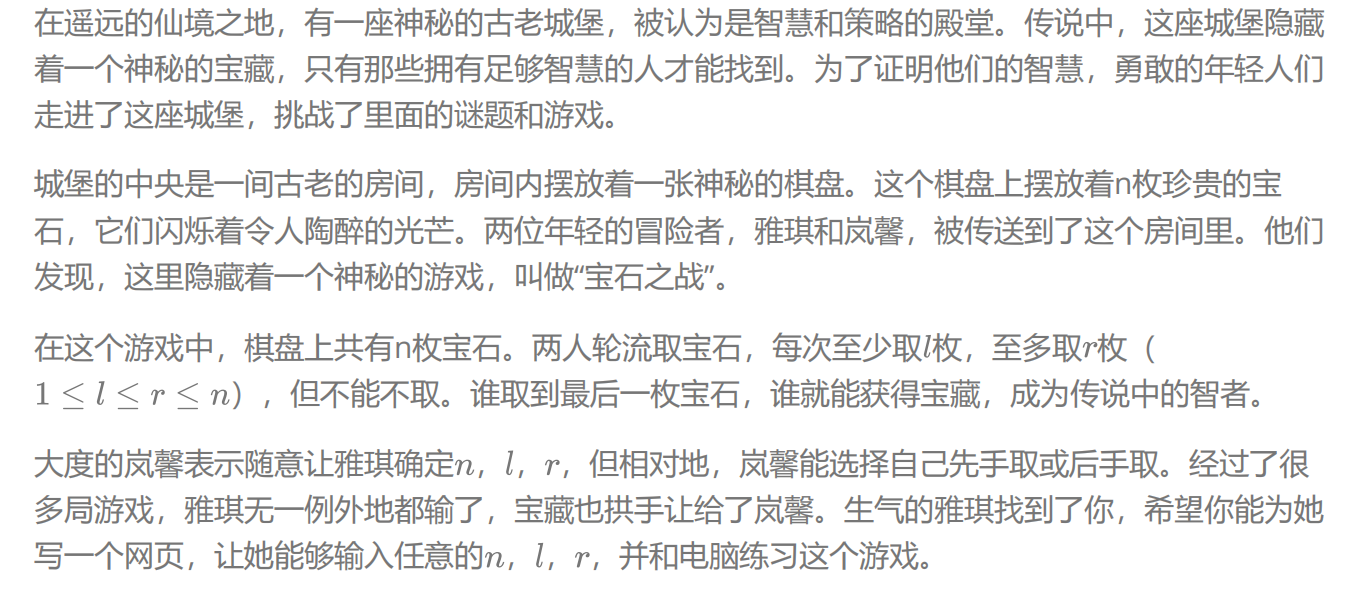 在遥远的仙境之地，有一座神秘的古老城堡，被认为是智慧和策略的殿堂。传说中，这座城堡隐藏
着一个神秘的宝藏，只有那些拥有足够智慧的人才能找到。为了证明他们的智慧，勇敢的年轻人们
走进了这座城堡，挑战了里面的谜题和游戏。
城堡的中央是一间古老的房间，房间内摆放着一张神秘的棋盘。这个棋盘上摆放着n枚珍贵的宝
石，它们闪烁着令人陶醉的光芒。两位年轻的冒险者，雅琪和岚馨，被传送到了这个房间里。他们
发现，这里隐藏着一个神秘的游戏，叫做“宝石之战”。
在这个游戏中，棋盘上共有n枚宝石。两人轮流取宝石，每次至少取l枚，至多取r枚（
1 ≤ l ≤ r ≤ n），但不能不取。谁取到最后一枚宝石，谁就能获得宝藏，成为传说中的智者。
大度的岚馨表示随意让雅琪确定n，l，r，但相对地，岚馨能选择自己先手取或后手取。经过了很
多局游戏，雅琪无一例外地都输了，宝藏也拱手让给了岚馨。生气的雅琪找到了你，希望你能为她
写一个网页，让她能够输入任意的n，l，r，并和电脑练习这个游戏。